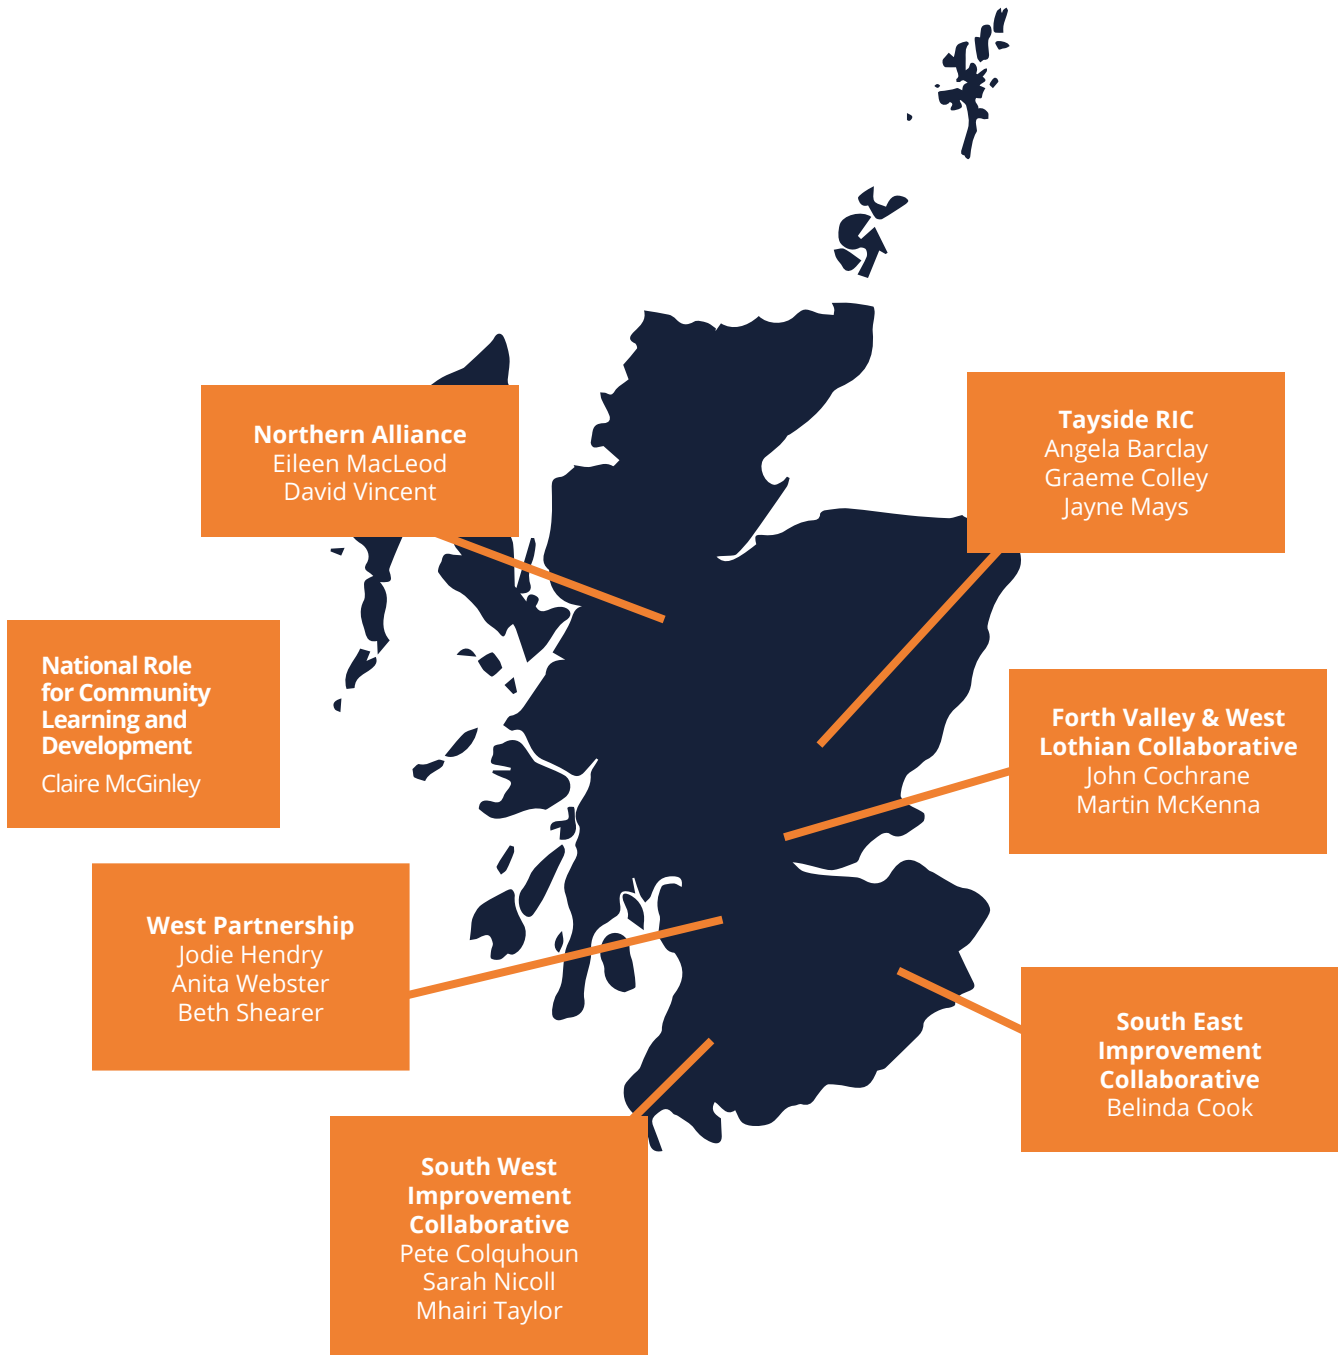 Northern Alliance
Eileen MacLeod
David Vincent
Tayside RIC
Angela Barclay
Graeme Colley
Jayne Mays
National Role
for Community
Learning and
Development
Claire McGinley
Forth Valley & West
Lothian Collaborative
John Cochrane
Martin McKenna
West Partnership
Jodie Hendry
Anita Webster
Beth Shearer
South East
Improvement
Collaborative
Belinda Cook
South West
Improvement
Collaborative
Pete Colquhoun
Sarah Nicoll
Mhairi Taylor